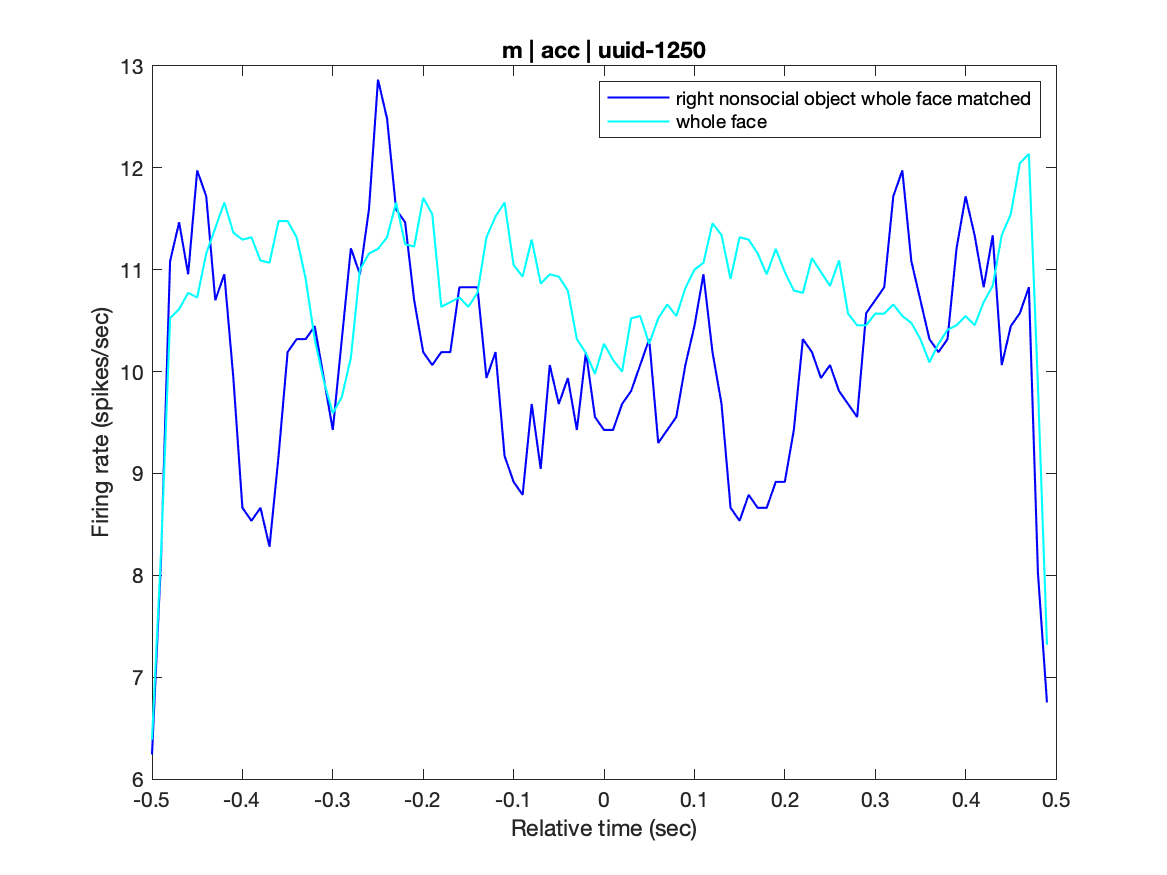 m | acc | uuid-1250
right nonsocial object whole face matched
whole face
13
12
11
10
9
8
7
6
Firing rate (spikes/sec)
-0.5 -0.4 -0.3 -0.2 -0.1 0 0.1 0.2 0.3 0.4 0.5
Relative time (sec)